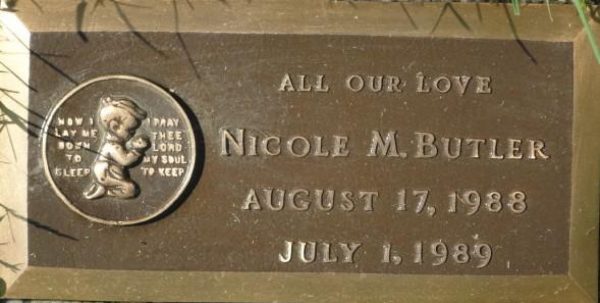 NOW I
LAY ME
DOWN
TO
SLEEP
I PRAY
THEE
LORD
MY SOUL
TO KEEP
ALL OUR LOVE
NICOLE M. BUTLER
AUGUST 17, 1988
JULY 1, 1989